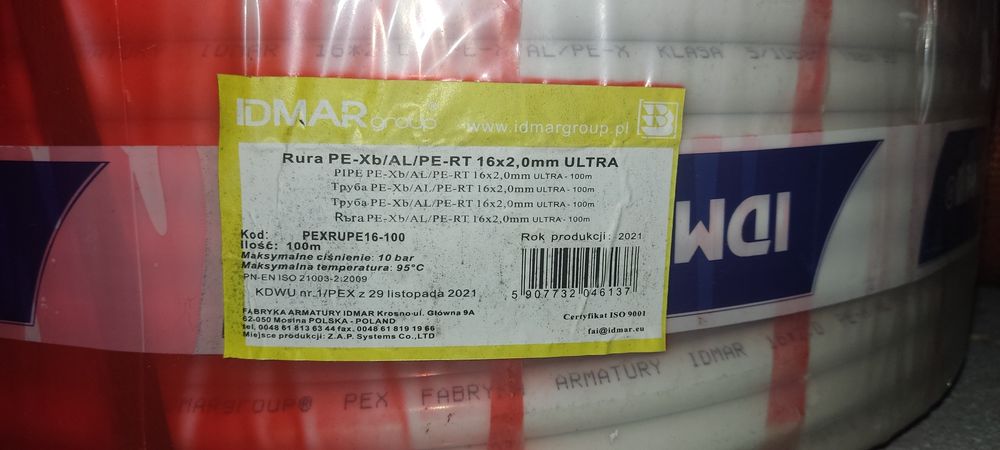 IDMAR 16*2 AL/PE-X KLASA
IDMARgroup®
www.idmargroup.pl
Rura PE-Xb/AL/PE-RT 16x2,0mm ULTRA
PIPE PE-Xb/AL/PE-RT 16x2,0mm ULTRA - 100m
Труба PE-Xb/AL/PE-RT 16x2,0mm ULTRA - 100m
Труба PE-Xb/AL/PE-RT 16x2,0mm ULTRA - 100m
Rura PE-Xb/AL/PE-RT 16x2,0mm ULTRA - 100m
Kod: PEXRUPE16-100
Ilość: 100m
Maksymalne ciśnienie: 10 bar
Maksymalna temperatura: 95°C
PN-EN ISO 21003-2:2009
KDWU nr.1/PEX z 29 listopada 2021
Rok produkcji: 2021
5 907732 046137
FABRYKA ARMATURY IDMAR Krosno ul. Główna 9A
62-050 Mosina POLSKA - POLAND
tel. 0048 61 813 63 44 fax. 0048 61 819 19 66
Miejsce produkcji: Z.A.P. Systems Co., LTD
Certyfikat ISO 9001
fai@idmar.eu
IDMAR
MARgroup® PEX FABRYKA ARMATURY IDMAR 16x2,0